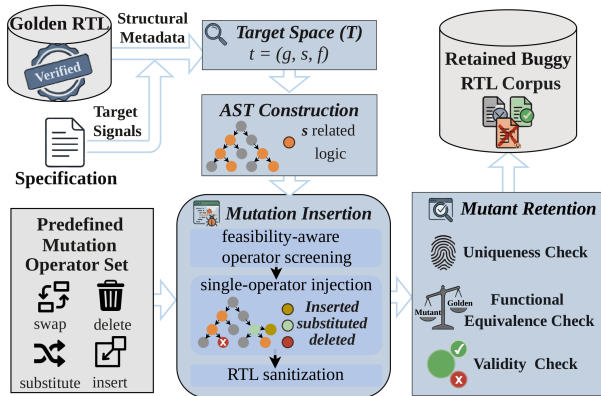 Golden RTL
Verified
Structural
Metadata
Target
Signals
Specification
Target Space (T)
t = (g, s, f)
AST Construction
s related
logic
Predefined
Mutation
Operator Set
swap
delete
substitute
insert
Mutation Insertion
feasibility-aware
operator screening
single-operator injection
Inserted
substituted
deleted
RTL sanitization
Retained Buggy
RTL Corpus
Mutant Retention
Uniqueness Check
Mutant
Golden
Functional
Equivalence Check
Validity Check